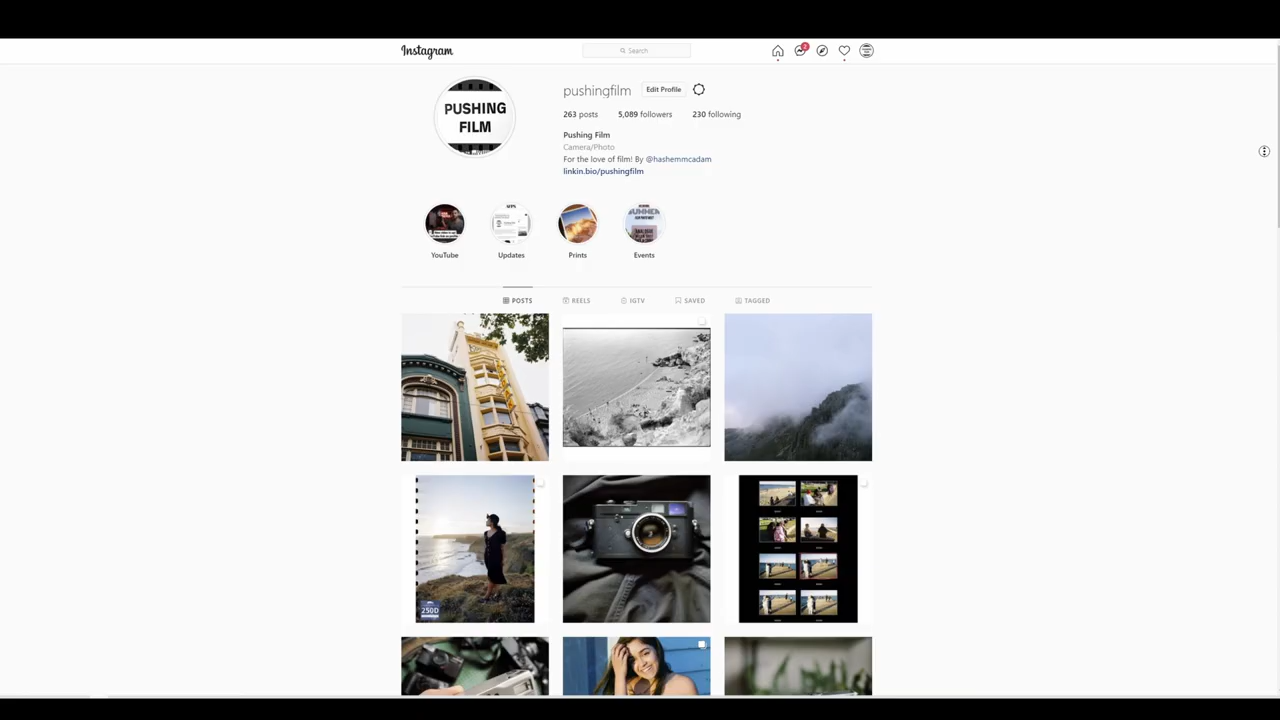 Instagram
Search
2
PUSHING
FILM
pushingfilm
Edit Profile
263 posts
5,089 followers
230 following
Pushing Film
Camera/Photo
For the love of film! By @hashemmcadam
linkin.bio/pushingfilm
YouTube
Updates
Prints
Events
POSTS
REELS
IGTV
SAVED
TAGGED
250D